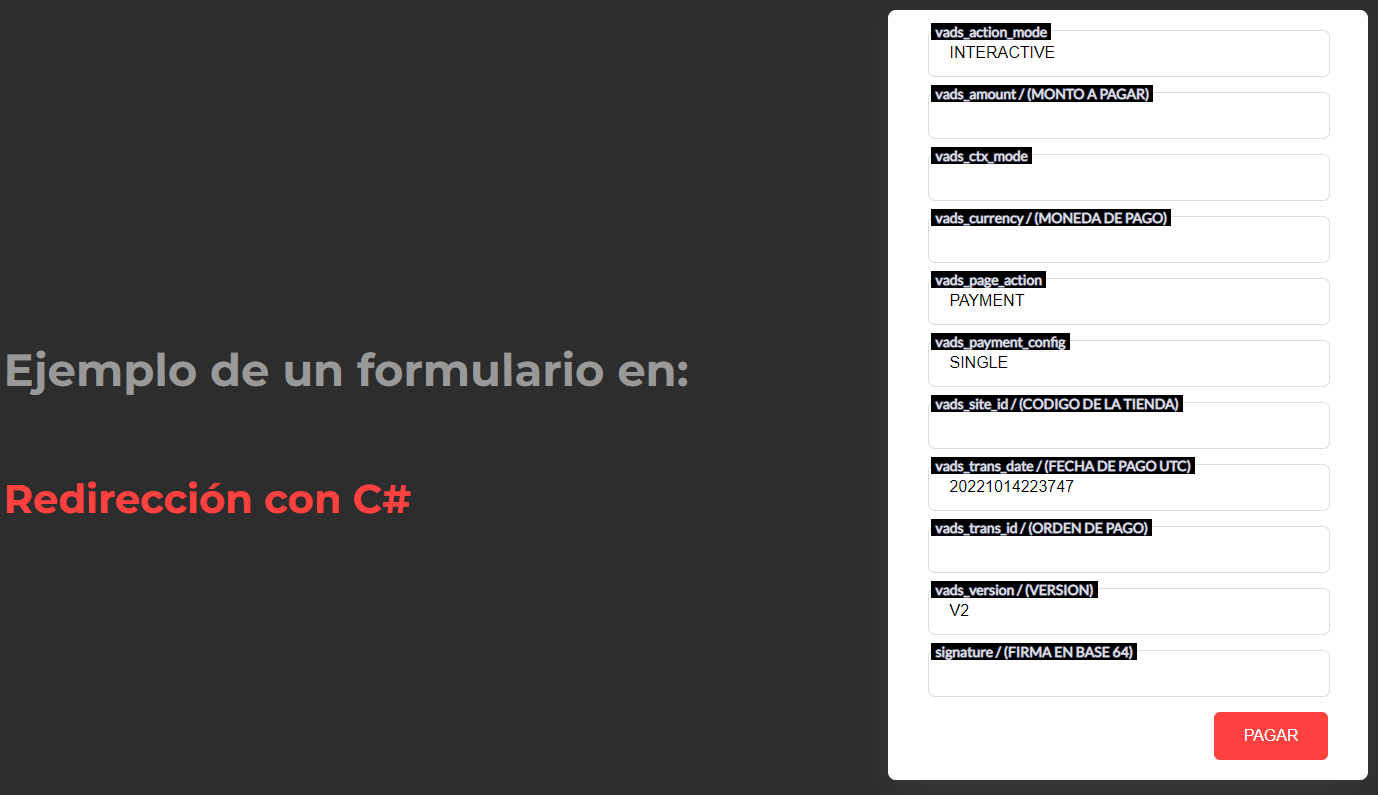 Ejemplo de un formulario en:
Redirección con C#
vads_action_mode
INTERACTIVE
vads_amount / (MONTO A PAGAR)
vads_ctx_mode
vads_currency / (MONEDA DE PAGO)
vads_page_action
PAYMENT
vads_payment_config
SINGLE
vads_site_id / (CODIGO DE LA TIENDA)
vads_trans_date / (FECHA DE PAGO UTC)
20221014223747
vads_trans_id / (ORDEN DE PAGO)
vads_version / (VERSION)
V2
signature / (FIRMA EN BASE 64)
PAGAR